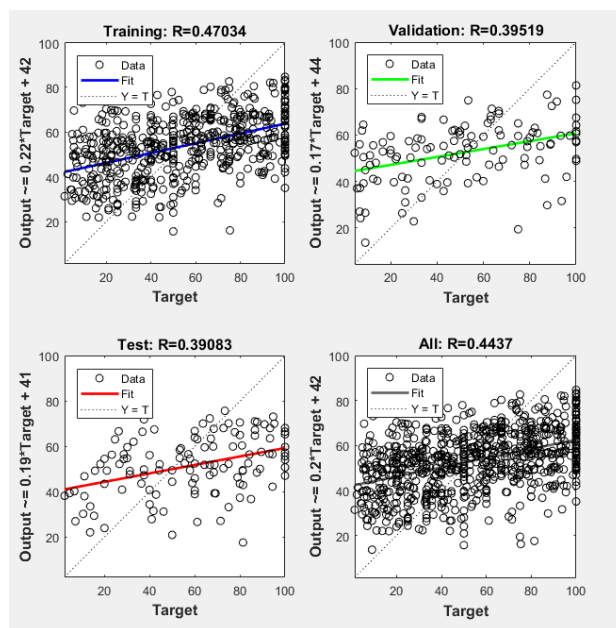 Training: R=0.47034
Output ~= 0.22*Target + 42
100
80
60
40
20
Data
Fit
Y = T
20 40 60 80 100
Target
Validation: R=0.39519
Output ~= 0.17*Target + 44
100
80
60
40
20
Data
Fit
Y = T
20 40 60 80 100
Target
Test: R=0.39083
Output ~= 0.19*Target + 41
100
80
60
40
20
Data
Fit
Y = T
20 40 60 80 100
Target
All: R=0.4437
Output ~= 0.2*Target + 42
100
80
60
40
20
Data
Fit
Y = T
20 40 60 80 100
Target